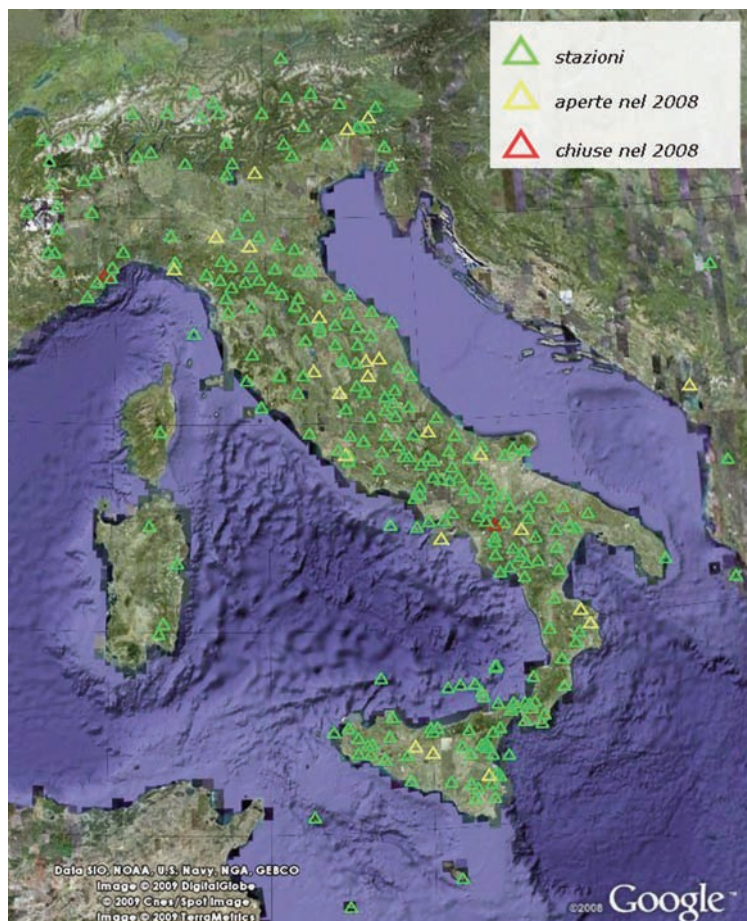 stazioni
aperte nel 2008
chiuse nel 2008
Data SIO, NOAA, U.S. Navy, NGA, GEBCO
Image © 2009 DigitalGlobe
© 2009 Cnes/Spot Image
Image © 2009 TerraMetrics
©2008 Google™